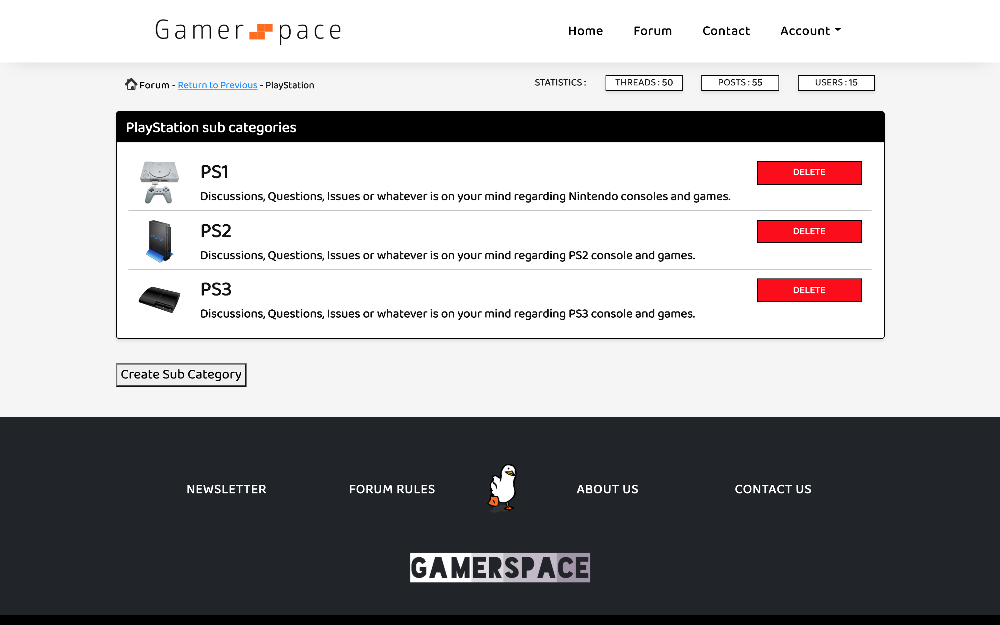 Gamer pace
Home Forum Contact Account
Forum - Return to Previous - PlayStation
STATISTICS : THREADS : 50 POSTS : 55 USERS : 15
PlayStation sub categories
PS1
DELETE
Discussions, Questions, Issues or whatever is on your mind regarding Nintendo consoles and games.
PS2
DELETE
Discussions, Questions, Issues or whatever is on your mind regarding PS2 console and games.
PS3
DELETE
Discussions, Questions, Issues or whatever is on your mind regarding PS3 console and games.
Create Sub Category
NEWSLETTER FORUM RULES ABOUT US CONTACT US
GAMERSPACE